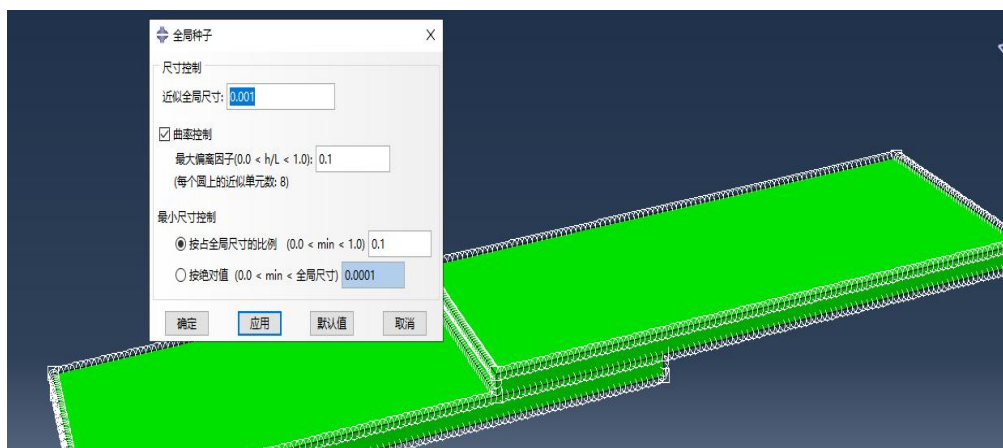 全局种子
X
尺寸控制
近似全局尺寸: 0.001
曲率控制
最大偏离因子(0.0 < h/L < 1.0): 0.1
(每个圆上的近似单元数: 8)
最小尺寸控制
按占全局尺寸的比例 (0.0 < min < 1.0) 0.1
按绝对值 (0.0 < min < 全局尺寸) 0.0001
确定 应用 默认值 取消